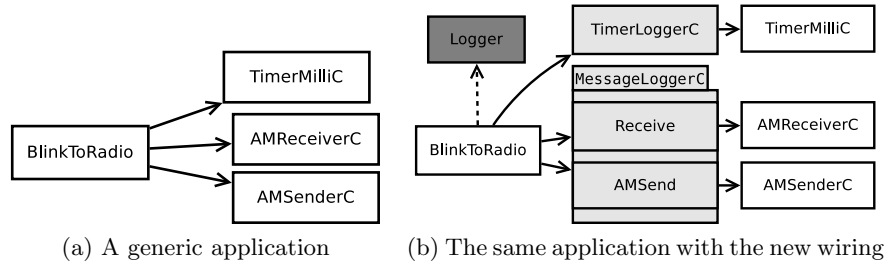 TimerMilliC
BlinkToRadio
AMReceiverC
AMSenderC
(a) A generic application
Logger
TimerLoggerC
TimerMilliC
MessageLoggerC
Receive
AMReceiverC
BlinkToRadio
AMSend
AMSenderC
(b) The same application with the new wiring